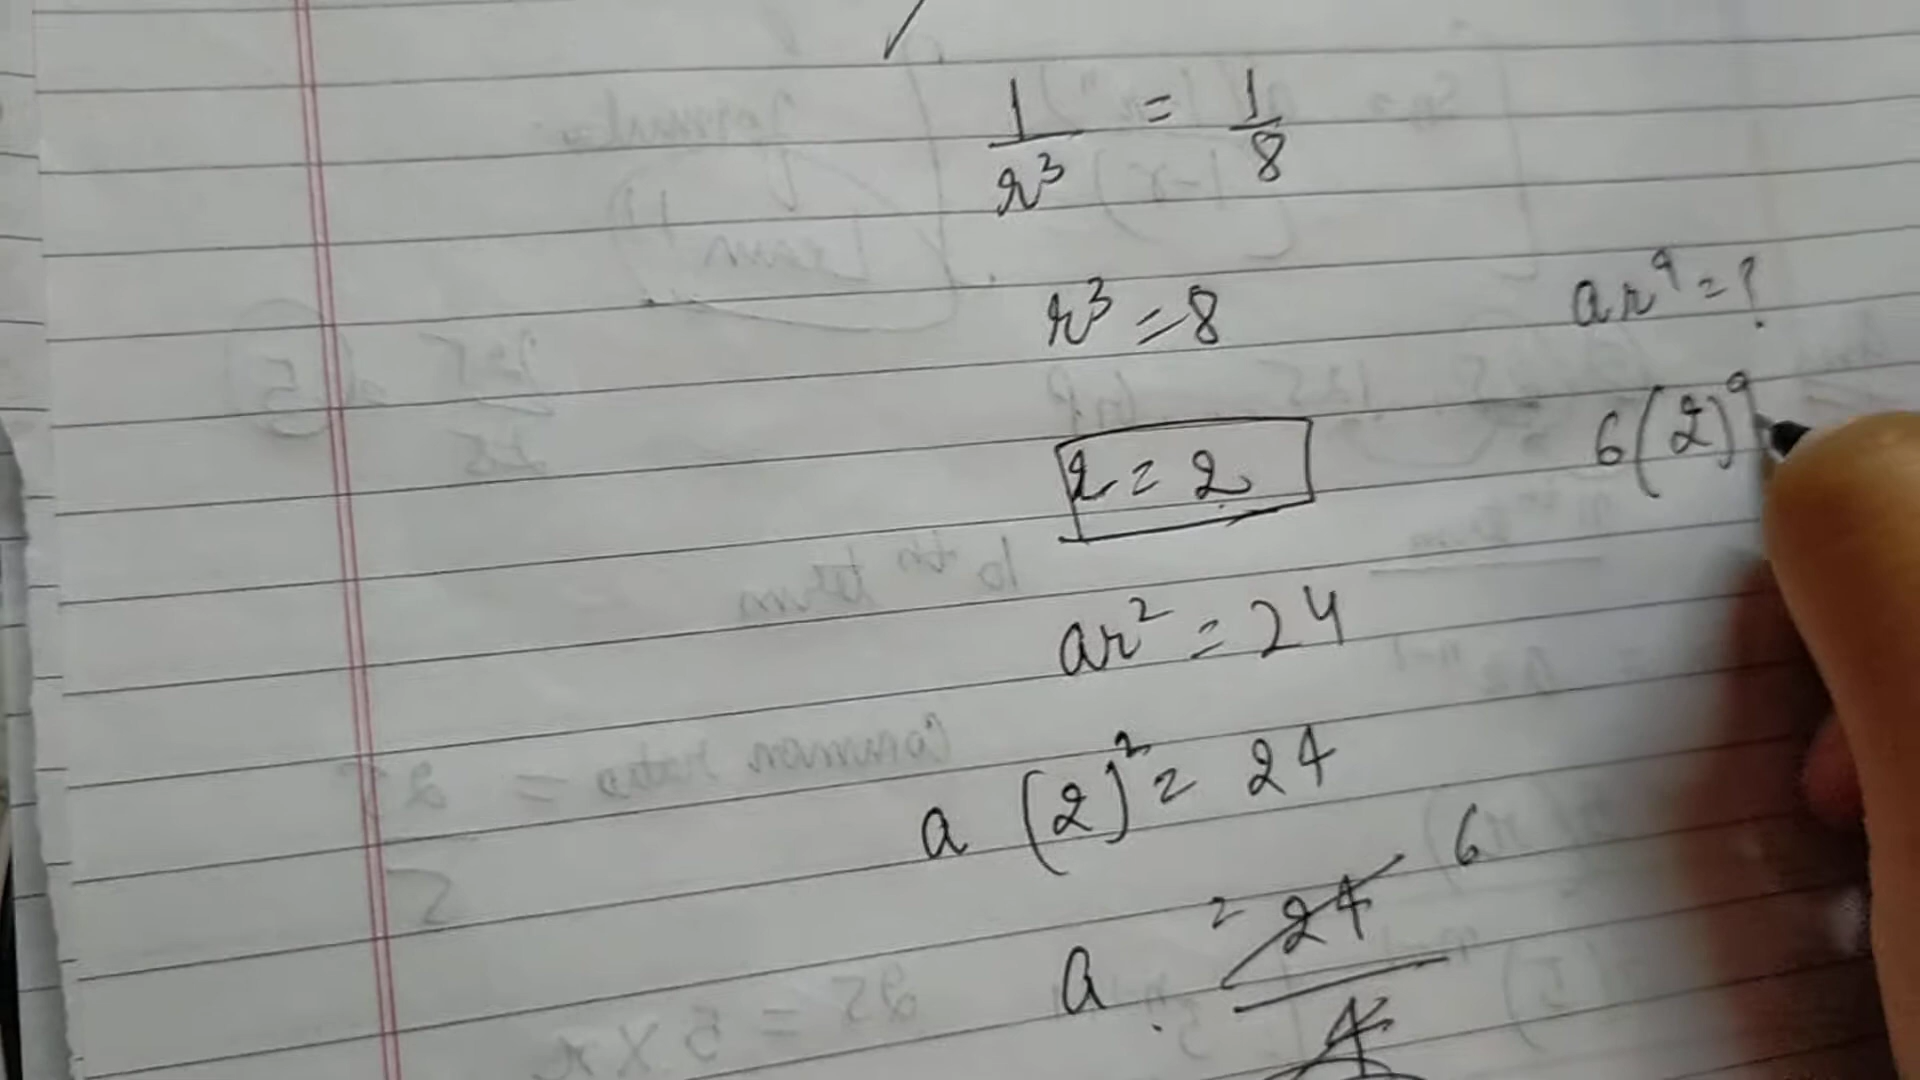 1/r³ = 1/8
r³ = 8
ar⁹ = ?
r = 2
6(2)⁹
ar² = 24
a (2)² = 24
a = 24/4 6